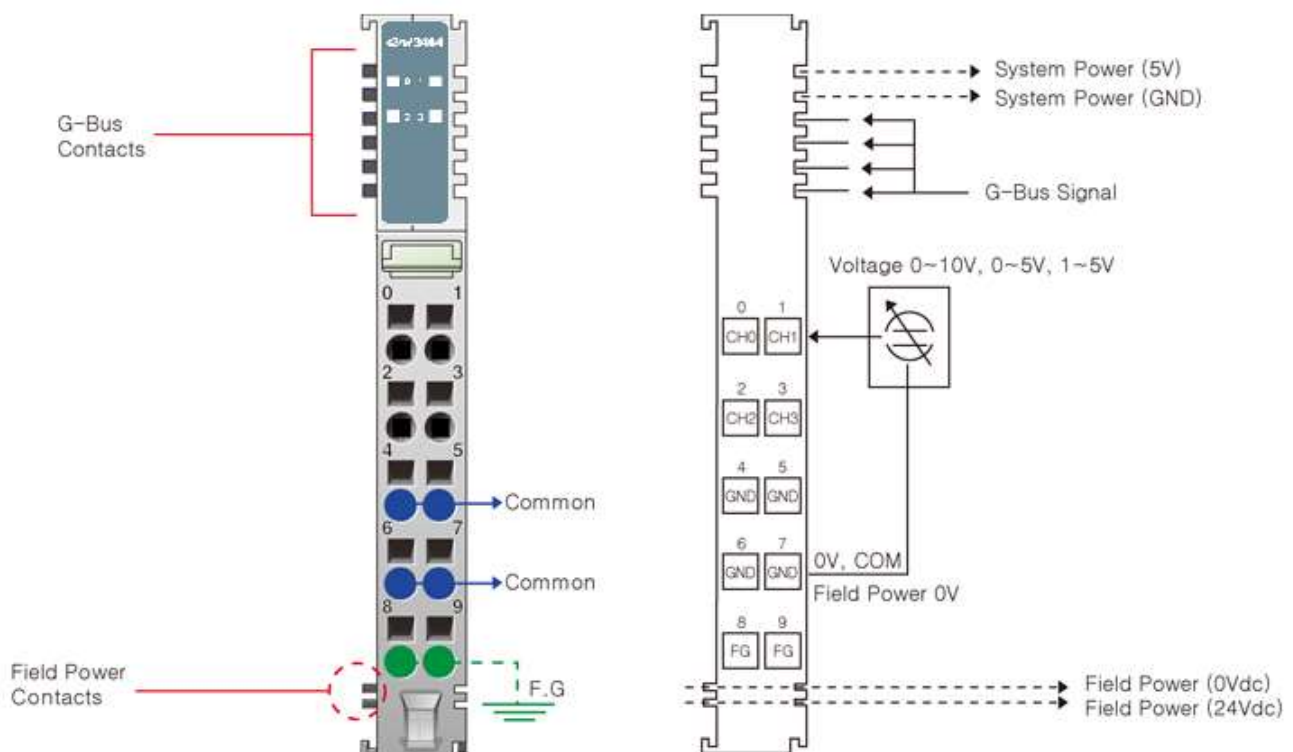 System Power (5V)
System Power (GND)
G-Bus
Contacts
G-Bus Signal
Voltage 0~10V, 0~5V, 1~5V
0 1
2 3
4 5
6 7
8 9
0 1
CH0 CH1
2 3
CH2 CH3
4 5
GND GND
6 7
GND GND
8 9
FG FG
Common
Common
0V, COM
Field Power 0V
F.G
Field Power
Contacts
Field Power (0Vdc)
Field Power (24Vdc)